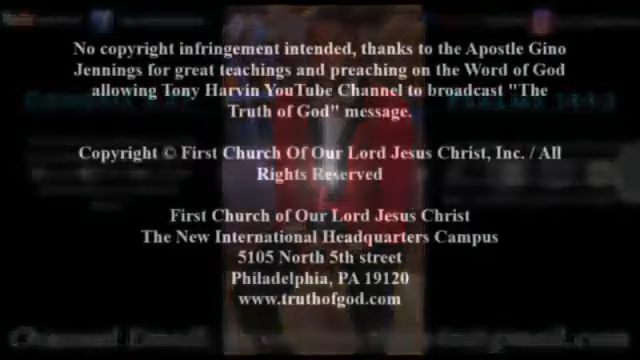 No copyright infringement intended, thanks to the Apostle Gino
Jennings for great teachings and preaching on the Word of God
allowing Tony Harvin YouTube Channel to broadcast "The
Truth of God" message.
Copyright © First Church Of Our Lord Jesus Christ, Inc. / All
Rights Reserved
First Church of Our Lord Jesus Christ
The New International Headquarters Campus
5105 North 5th street
Philadelphia, PA 19120
www.truthofgod.com